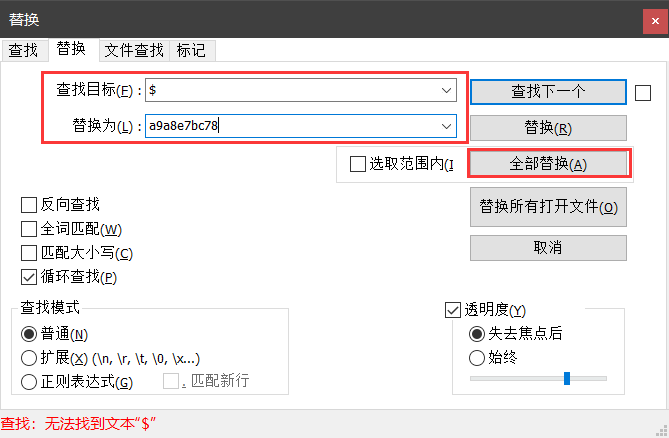 替换
查找 替换 文件查找 标记
查找目标(F) : $ 查找下一个
替换为(L) : a9a8e7bc78 替换(R)
选取范围内(I 全部替换(A)
反向查找 替换所有打开文件(O)
全词匹配(W)
匹配大小写(C) 取消
循环查找(P)
查找模式 透明度(Y)
普通(N) 失去焦点后
扩展(X) (\n, \r, \t, \0, \x...) 始终
正则表达式(G) . 匹配新行
查找: 无法找到文本“$”